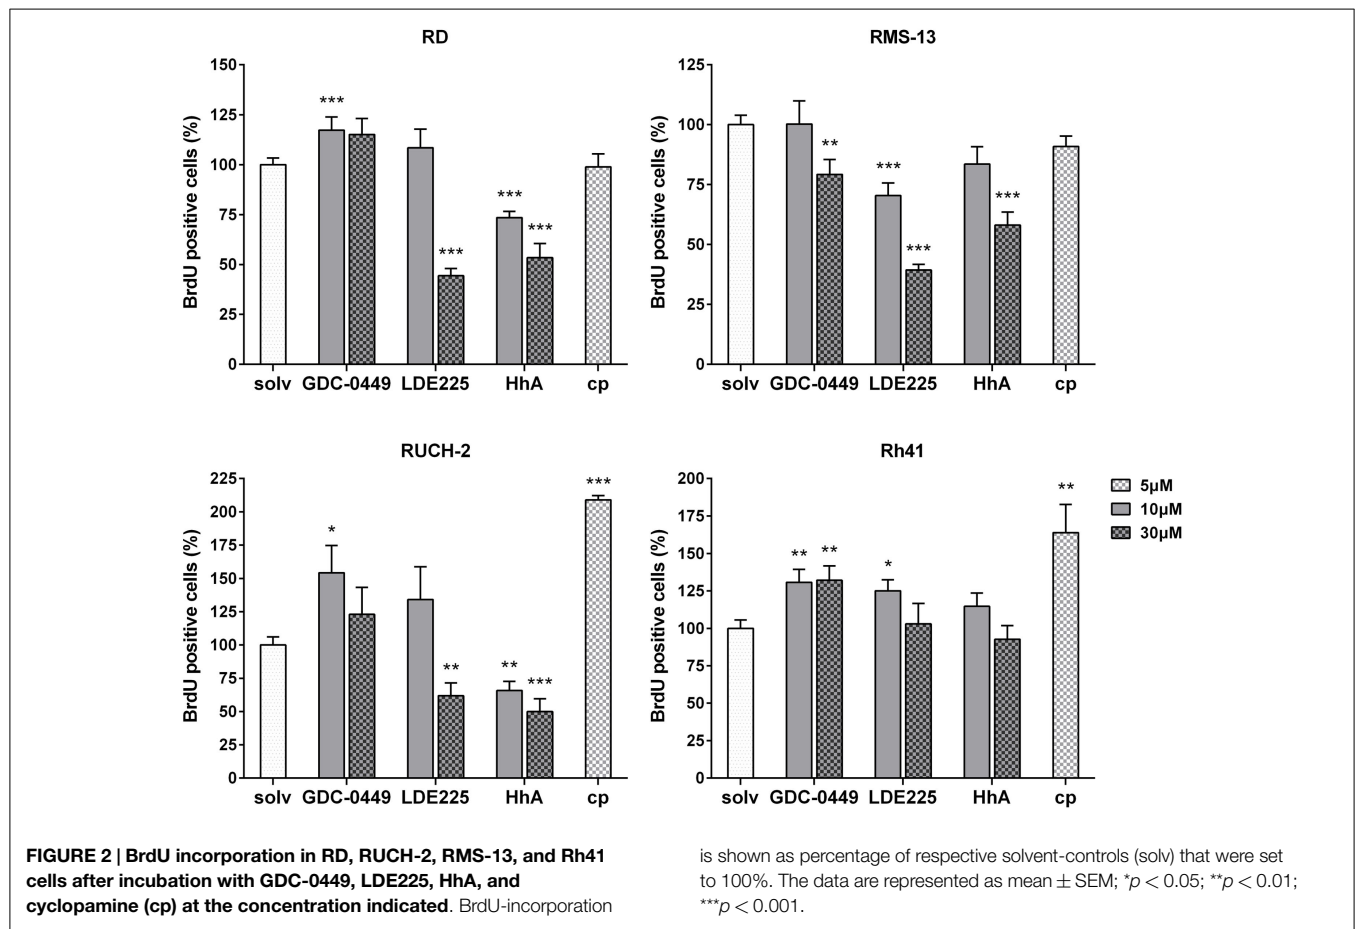 RD
150
125
100
75
50
25
0
BrdU positive cells (%)
***
***
***
***
solv GDC-0449 LDE225 HhA cp
RMS-13
125
100
75
50
25
0
BrdU positive cells (%)
**
***
***
***
solv GDC-0449 LDE225 HhA cp
RUCH-2
225
200
175
150
125
100
75
50
25
0
BrdU positive cells (%)
*
**
**
***
***
solv GDC-0449 LDE225 HhA cp
Rh41
200
175
150
125
100
75
50
25
0
BrdU positive cells (%)
**
**
*
**
solv GDC-0449 LDE225 HhA cp
5µM
10µM
30µM
FIGURE 2 | BrdU incorporation in RD, RUCH-2, RMS-13, and Rh41
cells after incubation with GDC-0449, LDE225, HhA, and
cyclopamine (cp) at the concentration indicated. BrdU-incorporation
is shown as percentage of respective solvent-controls (solv) that were set
to 100%. The data are represented as mean ± SEM; *p < 0.05; **p < 0.01;
***p < 0.001.